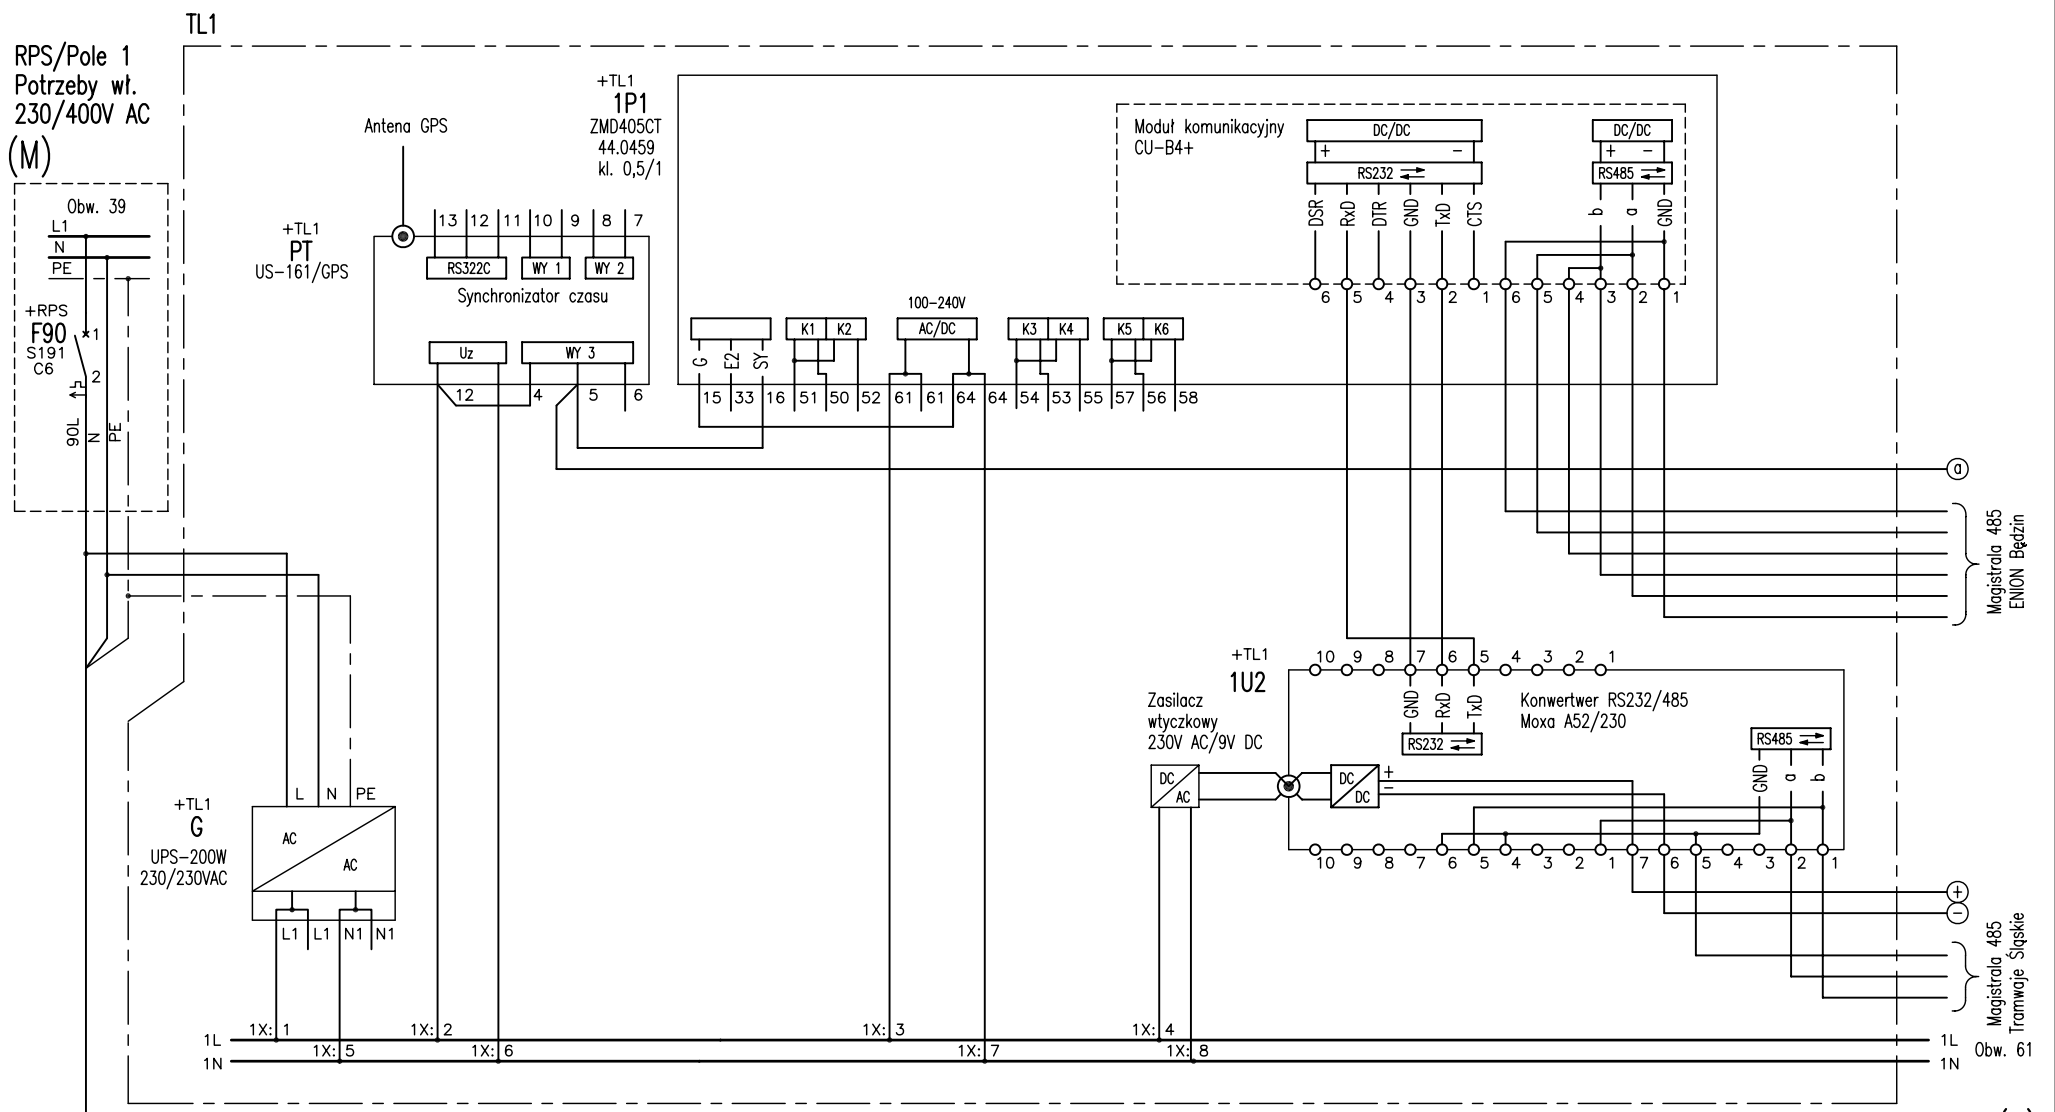 TL1
RPS/Pole 1
Potrzeby wł.
230/400V AC
(M)
Obw. 39
L1
N
PE
+RPS
F90
S191
C6
1
2
90L
N
PE
Antena GPS
+TL1
PT
US-161/GPS
13 12 11 10 9 8 7
RS322C WY 1 WY 2
Synchronizator czasu
Uz WY 3
12 4 5 6
+TL1
1P1
ZMD405CT
44.0459
kl. 0,5/1
100-240V
K1 K2 AC/DC K3 K4 K5 K6
G E2 SY
15 33 16 51 50 52 61 61 64 64 54 53 55 57 56 58
Moduł komunikacyjny
CU-B4+
DC/DC
+ -
RS232
DSR RxD DTR GND TxD CTS
DC/DC
+ -
RS485
b a GND
6 5 4 3 2 1 6 5 4 3 2 1
a
Magistrala 485
ENION Będzin
+TL1
1U2
10 9 8 7 6 5 4 3 2 1
GND RxD TxD
RS232
Konwertwer RS232/485
Moxa A52/230
RS485
GND a b
Zasilacz
wtyczkowy
230V AC/9V DC
DC
AC
DC
DC
+
-
10 9 8 7 6 5 4 3 2 1 7 6 5 4 3 2 1
+
-
Magistrala 485
Tramwaje Śląskie
L N PE
+TL1
G
UPS-200W
230/230VAC
AC
AC
L1 L1 N1 N1
1X: 1 1X: 2 1X: 3 1X: 4
1L 1L
1X: 5 1X: 6 1X: 7 1X: 8
1N 1N
Obw. 61